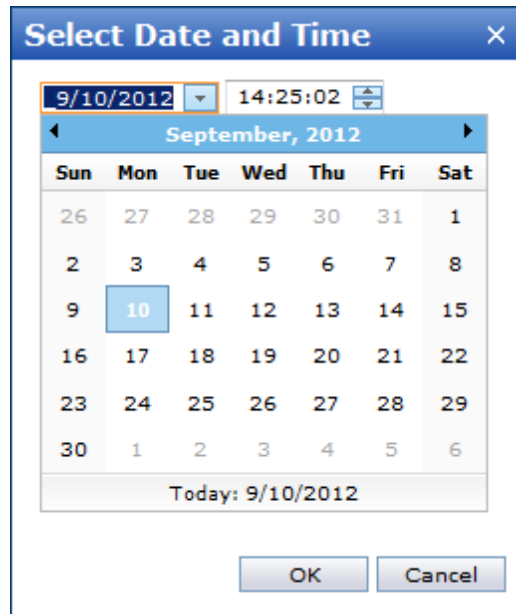 Select Date and Time
9/10/2012 14:25:02
September, 2012
Sun Mon Tue Wed Thu Fri Sat
26 27 28 29 30 31 1
2 3 4 5 6 7 8
9 10 11 12 13 14 15
16 17 18 19 20 21 22
23 24 25 26 27 28 29
30 1 2 3 4 5 6
Today: 9/10/2012
OK Cancel